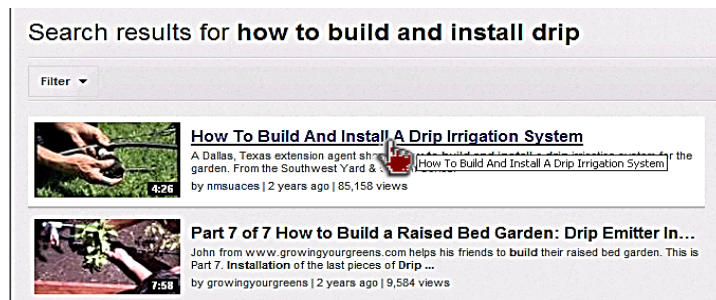 Search results for how to build and install drip
Filter
How To Build And Install A Drip Irrigation System
A Dallas, Texas extension agent sh for the
How To Build And Install A Drip Irrigation System
garden. From the Southwest Yard &
4:26
by nmsuaces | 2 years ago | 85,158 views
Part 7 of 7 How to Build a Raised Bed Garden: Drip Emitter In...
John from www.growingyourgreens.com helps his friends to build their raised bed garden. This is
Part 7. Installation of the last pieces of Drip ...
7:58
by growingyourgreens | 2 years ago | 9,584 views